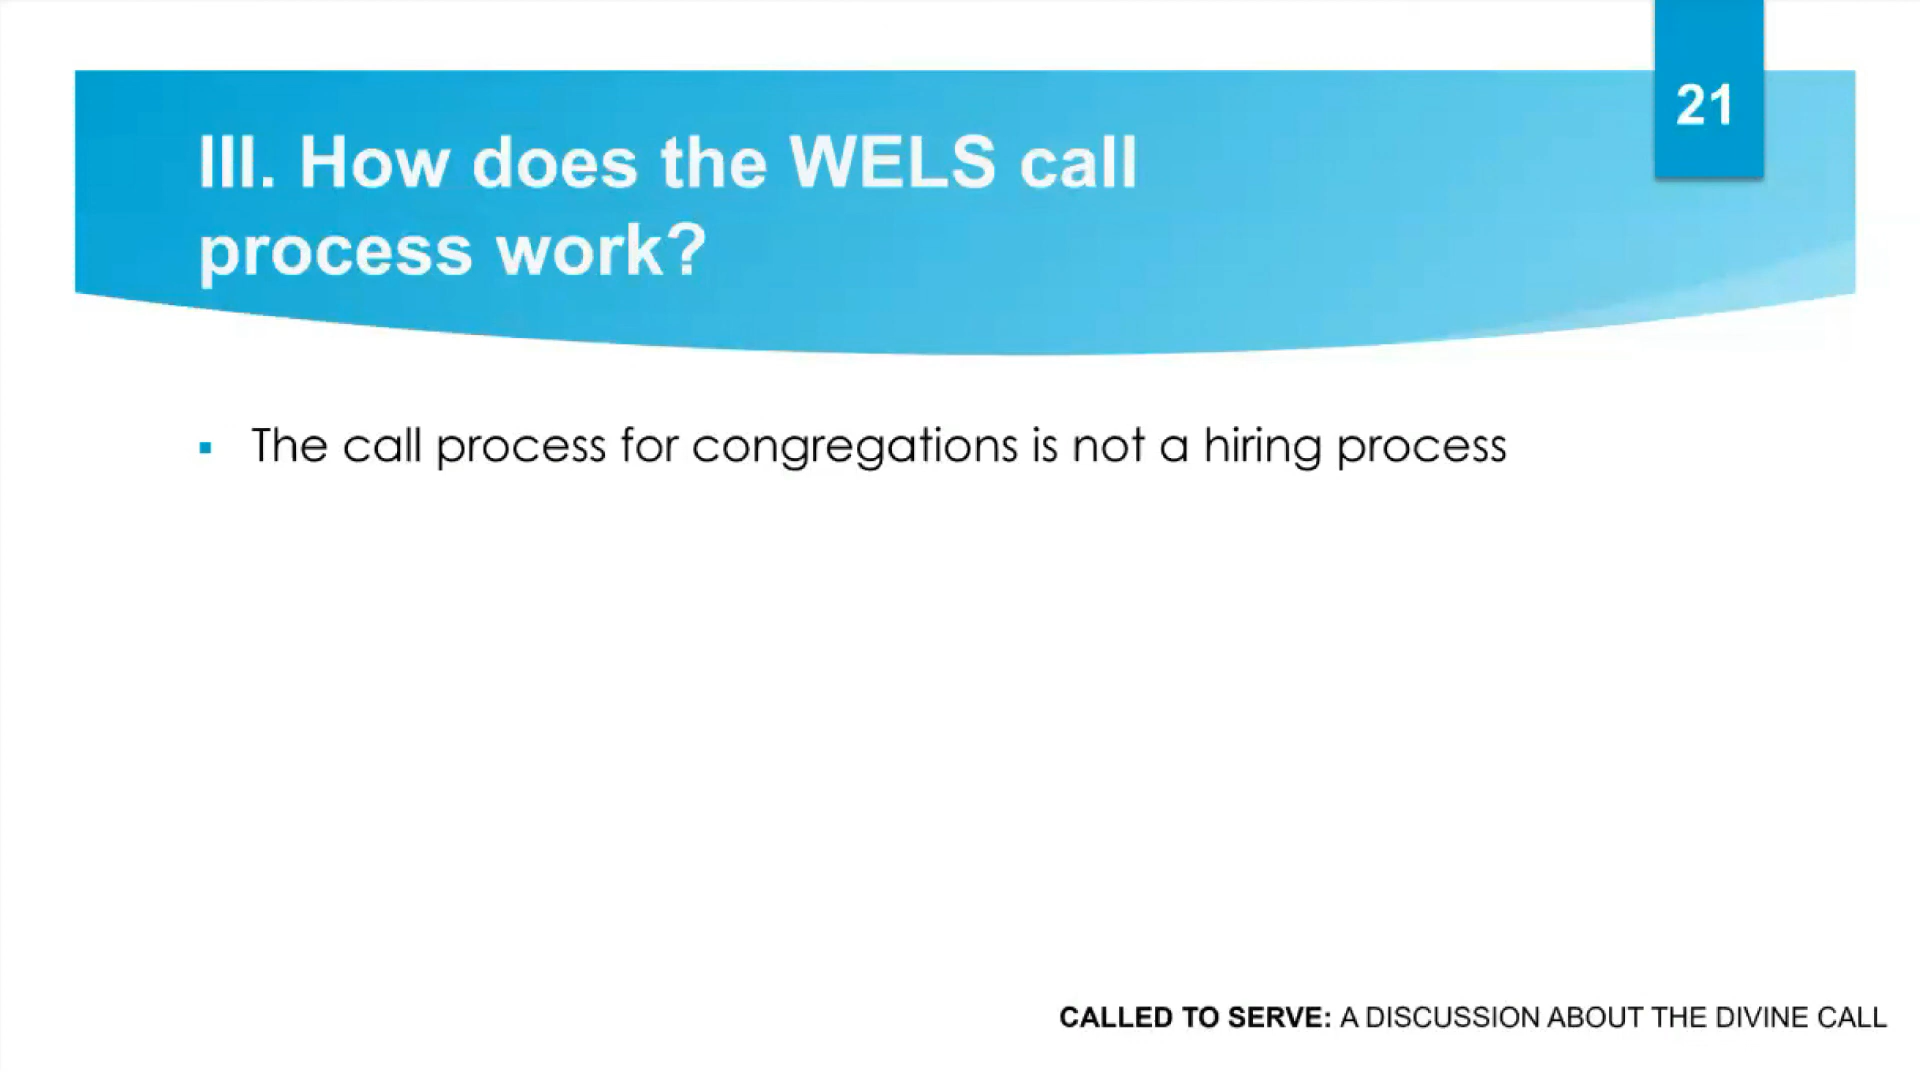 21
III. How does the WELS call
process work?
▪ The call process for congregations is not a hiring process
CALLED TO SERVE: A DISCUSSION ABOUT THE DIVINE CALL